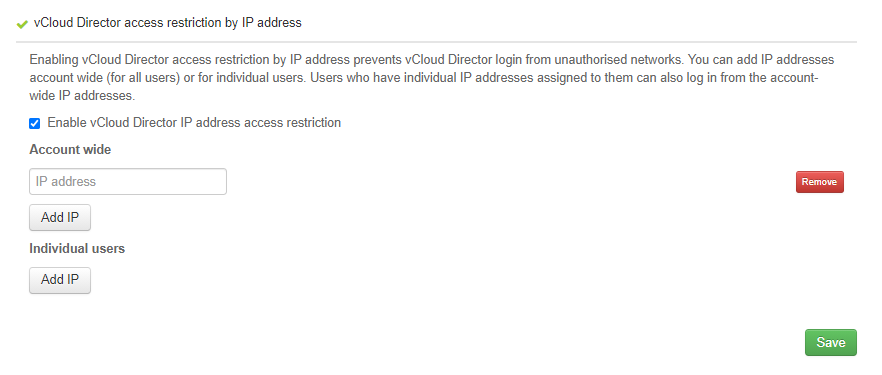 vCloud Director access restriction by IP address
Enabling vCloud Director access restriction by IP address prevents vCloud Director login from unauthorised networks. You can add IP addresses
account wide (for all users) or for individual users. Users who have individual IP addresses assigned to them can also log in from the account-
wide IP addresses.
Enable vCloud Director IP address access restriction
Account wide
IP address
Remove
Add IP
Individual users
Add IP
Save